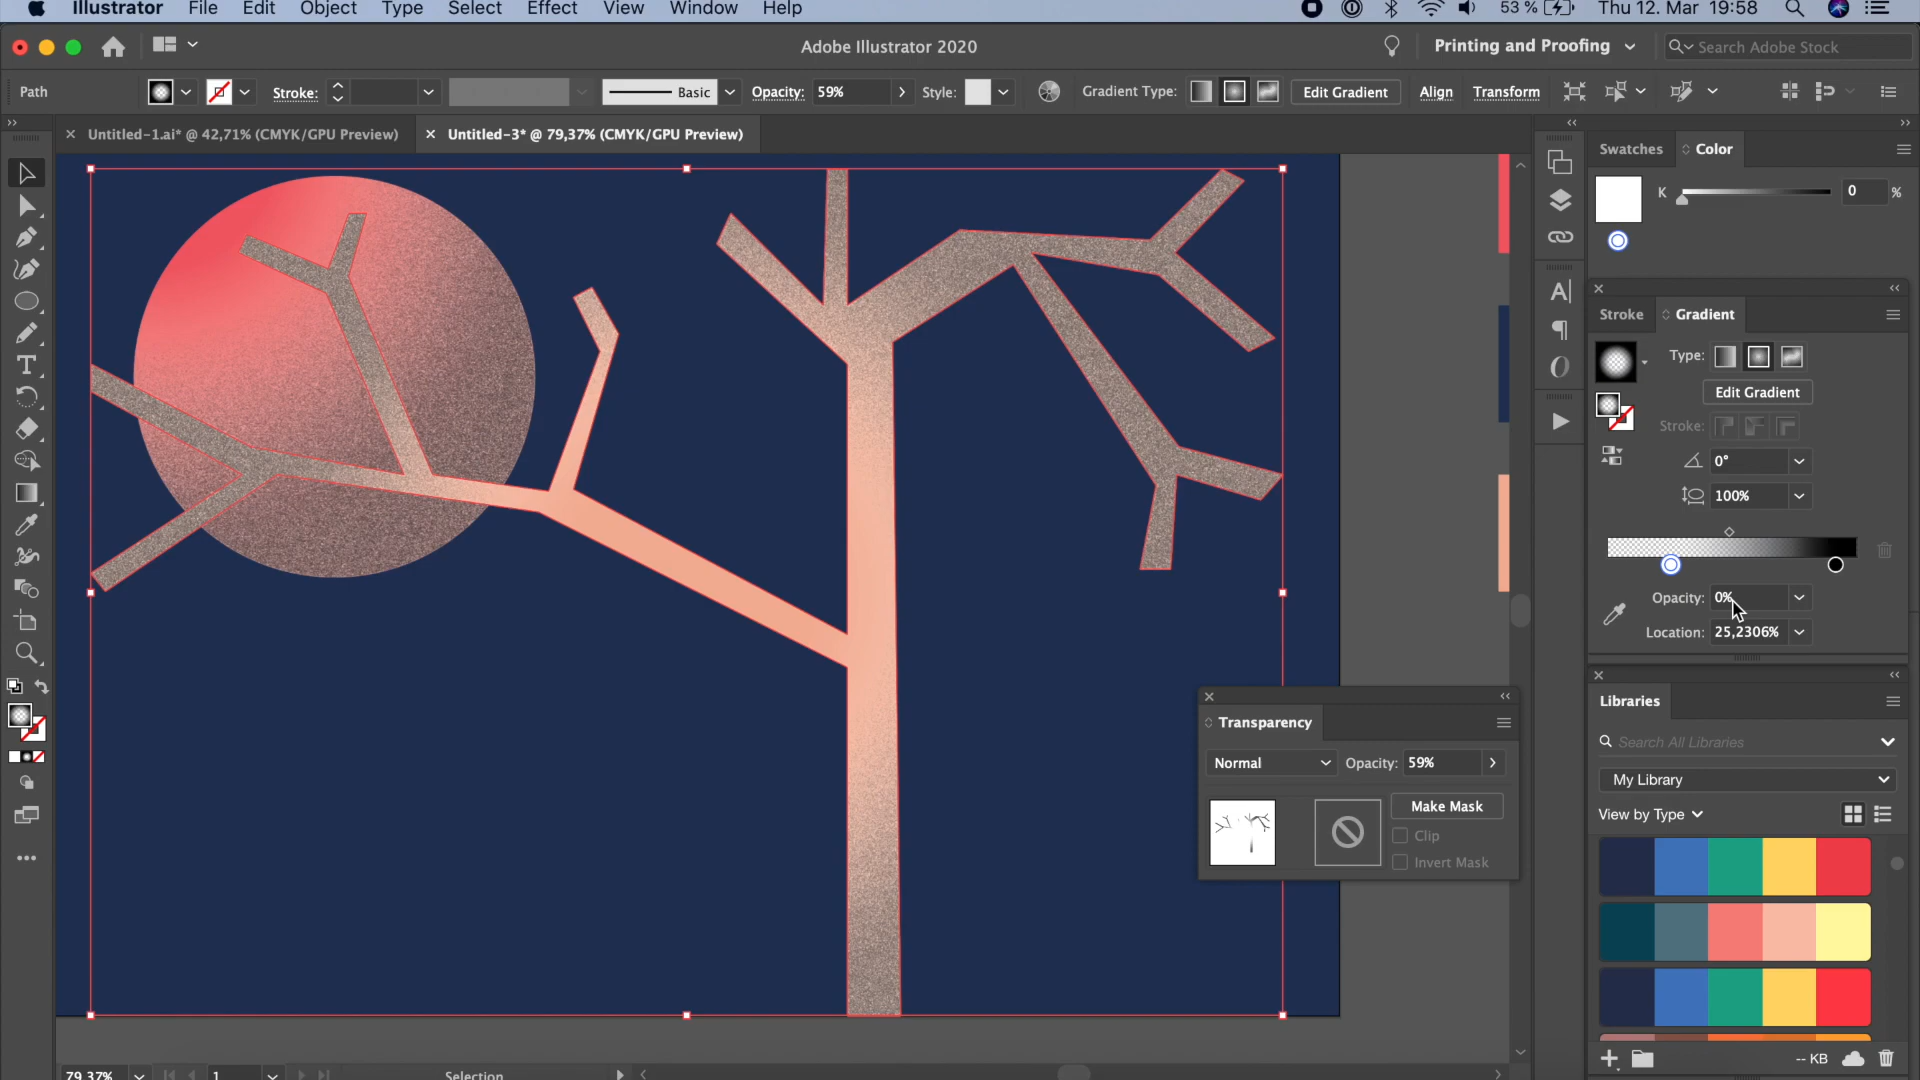 Illustrator File Edit Object Type Select Effect View Window Help 53 % Thu 12. Mar 19:58
Adobe Illustrator 2020 Printing and Proofing Search Adobe Stock
Path Stroke: Basic Opacity: 59% Style: Gradient Type: Edit Gradient Align Transform
Untitled-1.ai* @ 42,71% (CMYK/GPU Preview) Untitled-3* @ 79,37% (CMYK/GPU Preview)
Swatches Color
K 0 %
Stroke Gradient
Type:
Edit Gradient
Stroke:
0°
100%
Opacity: 0%
Location: 25,2306%
Transparency
Normal Opacity: 59%
Make Mask
Clip
Invert Mask
Libraries
Search All Libraries
My Library
View by Type
-- KB
79,37% 1 Selection